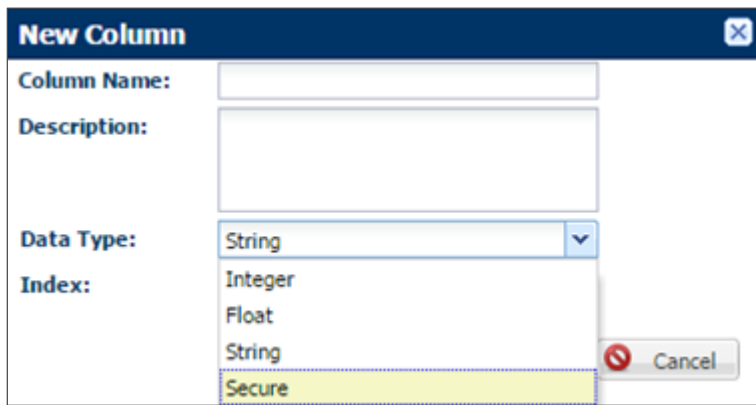 New Column
Column Name:
Description:
Data Type: String
Integer
Index:
Float
String
Cancel
Secure